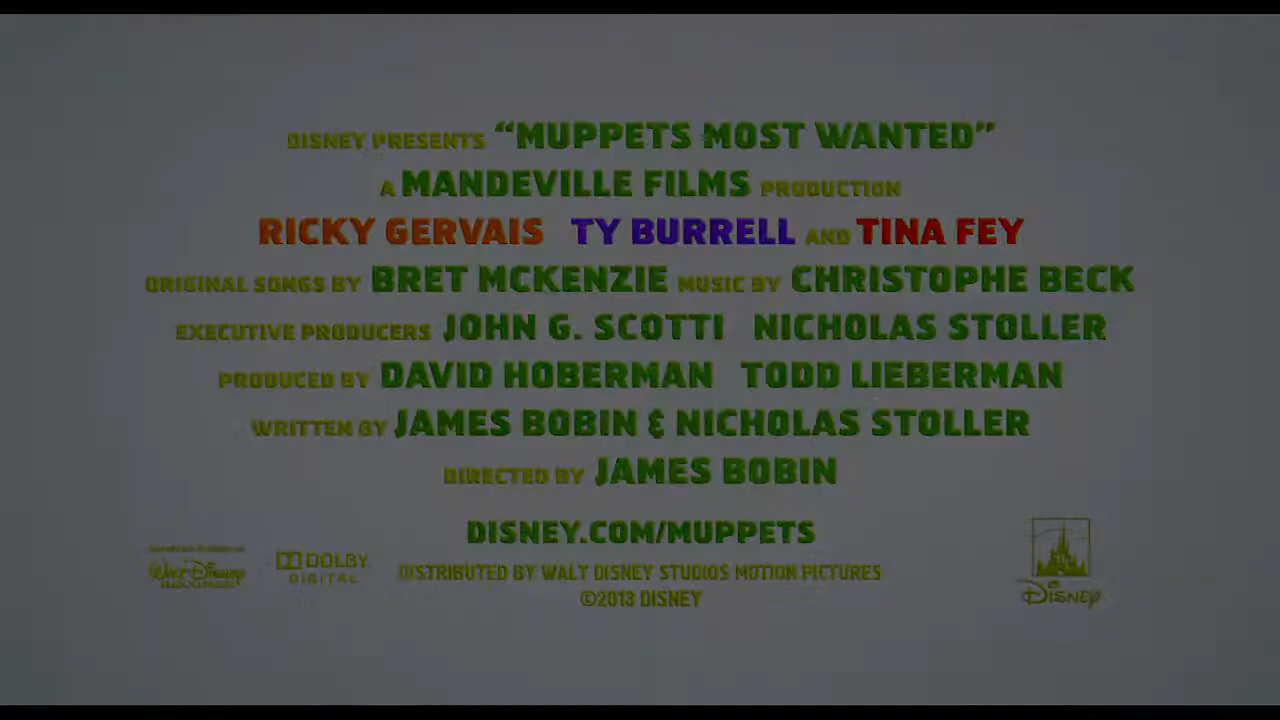 DISNEY PRESENTS “MUPPETS MOST WANTED”
A MANDEVILLE FILMS PRODUCTION
RICKY GERVAIS TY BURRELL AND TINA FEY
ORIGINAL SONGS BY BRET MCKENZIE MUSIC BY CHRISTOPHE BECK
EXECUTIVE PRODUCERS JOHN G. SCOTTI NICHOLAS STOLLER
PRODUCED BY DAVID HOBERMAN TODD LIEBERMAN
WRITTEN BY JAMES BOBIN & NICHOLAS STOLLER
DIRECTED BY JAMES BOBIN
DISNEY.COM/MUPPETS
WALT DISNEY
DOLBY
DIGITAL
DISTRIBUTED BY WALT DISNEY STUDIOS MOTION PICTURES
©2013 DISNEY
DISNEY